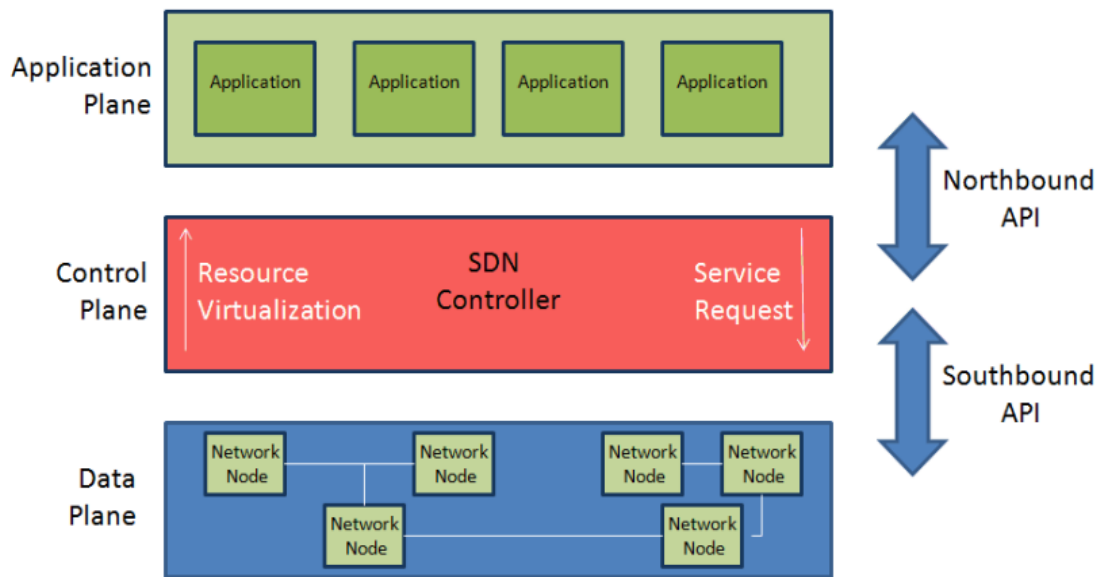 Application
Plane
Application
Application
Application
Application
Northbound
API
Control
Plane
Resource
Virtualization
SDN
Controller
Service
Request
Southbound
API
Data
Plane
Network
Node
Network
Node
Network
Node
Network
Node
Network
Node
Network
Node